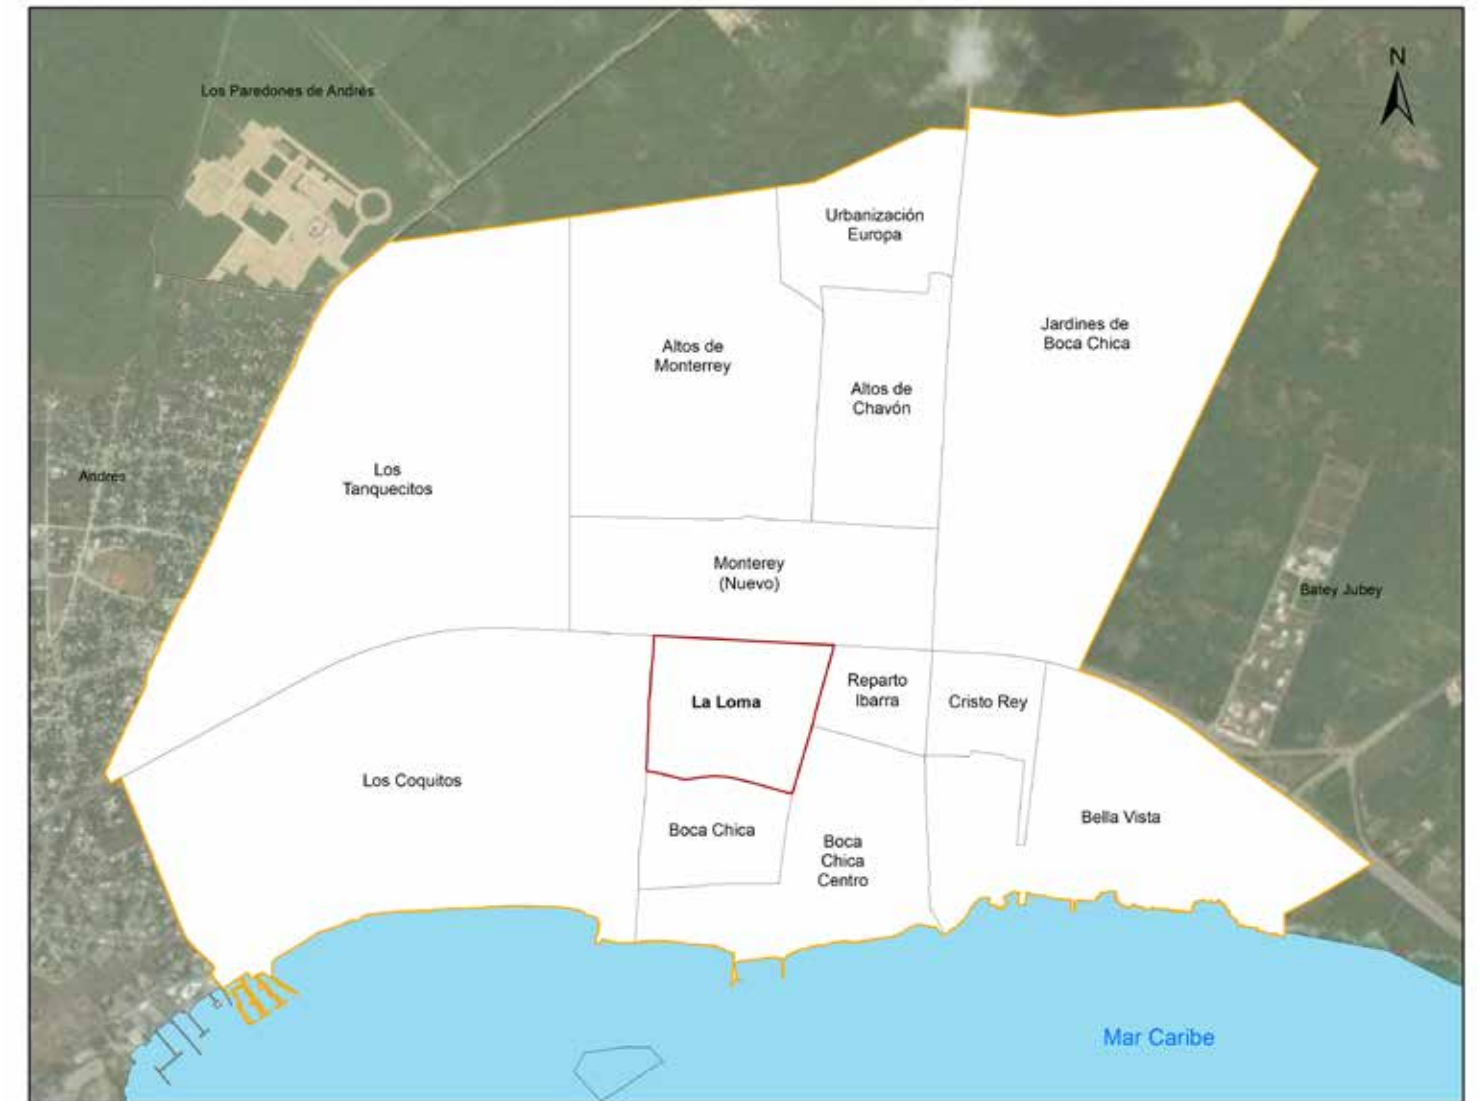 N
Los Paredones de Andrés
Urbanización
Europa
Jardines de
Boca Chica
Altos de
Monterrey
Altos de
Chavón
Los
Tanquecitos
Andrés
Monterey
(Nuevo)
Batey Jubey
La Loma
Reparto
Ibarra
Cristo Rey
Los Coquitos
Boca Chica
Boca
Chica
Centro
Bella Vista
Mar Caribe